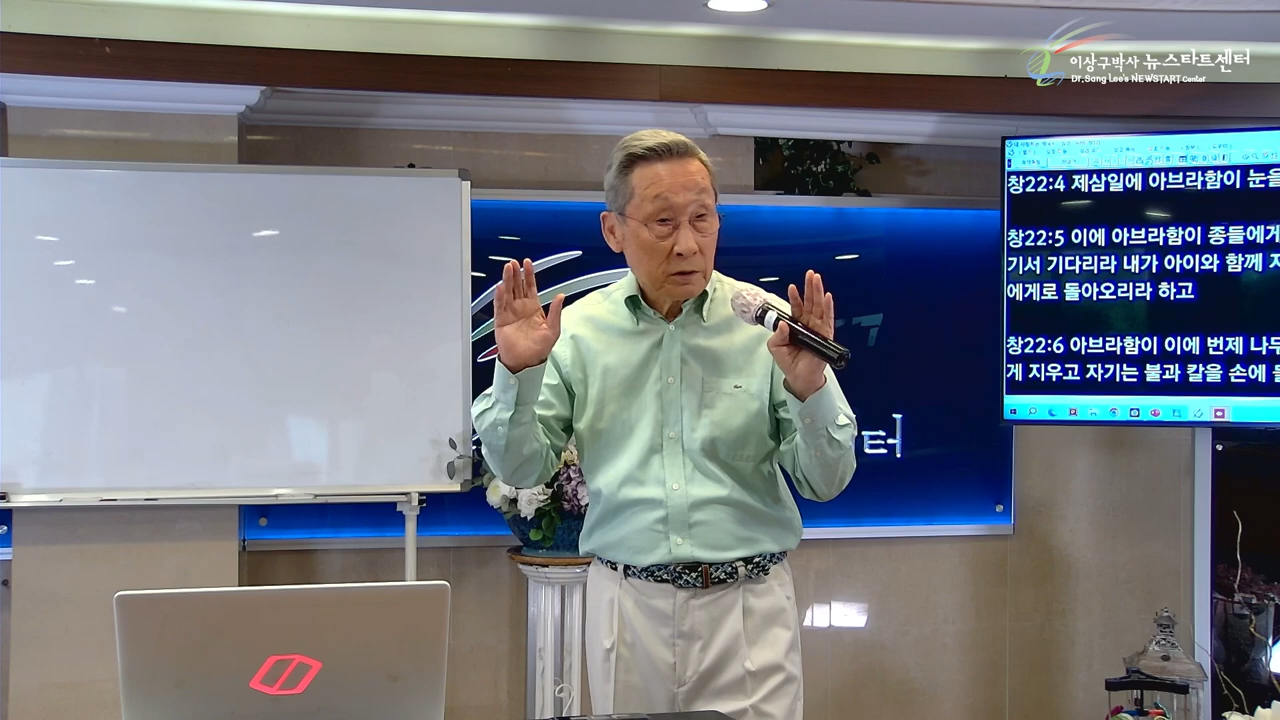 이상구박사 뉴스타트센터
Dr. Sang Lee's NEWSTART Center
창22:4 제삼일에 아브라함이 눈을
창22:5 이에 아브라함이 종들에게
기서 기다리라 내가 아이와 함께
에게로 돌아오리라 하고
창22:6 아브라함이 이에 번제 나무
게 지우고 자기는 불과 칼을 손에
터